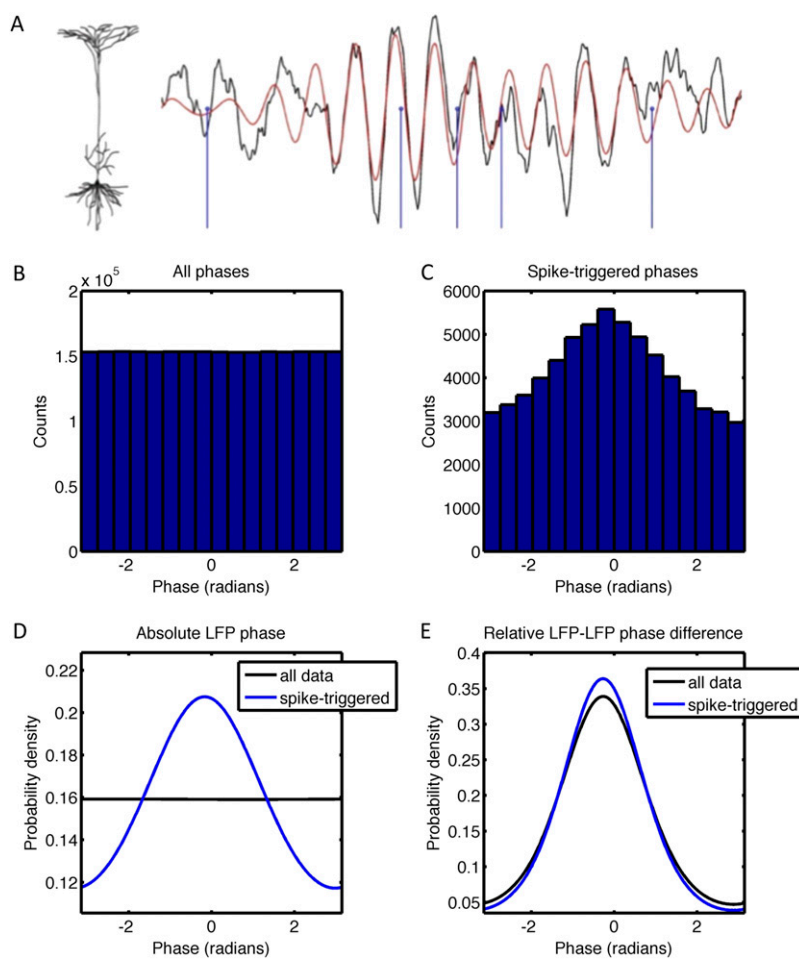 A
B
All phases
x 10^5
2
1.5
1
0.5
0
Counts
-2 0 2
Phase (radians)
C
Spike-triggered phases
6000
5000
4000
3000
2000
1000
0
Counts
-2 0 2
Phase (radians)
D
Absolute LFP phase
all data
spike-triggered
0.22
0.2
0.18
0.16
0.14
0.12
Probability density
-2 0 2
Phase (radians)
E
Relative LFP-LFP phase difference
all data
spike-triggered
0.4
0.35
0.3
0.25
0.2
0.15
0.1
0.05
Probability density
-2 0 2
Phase (radians)